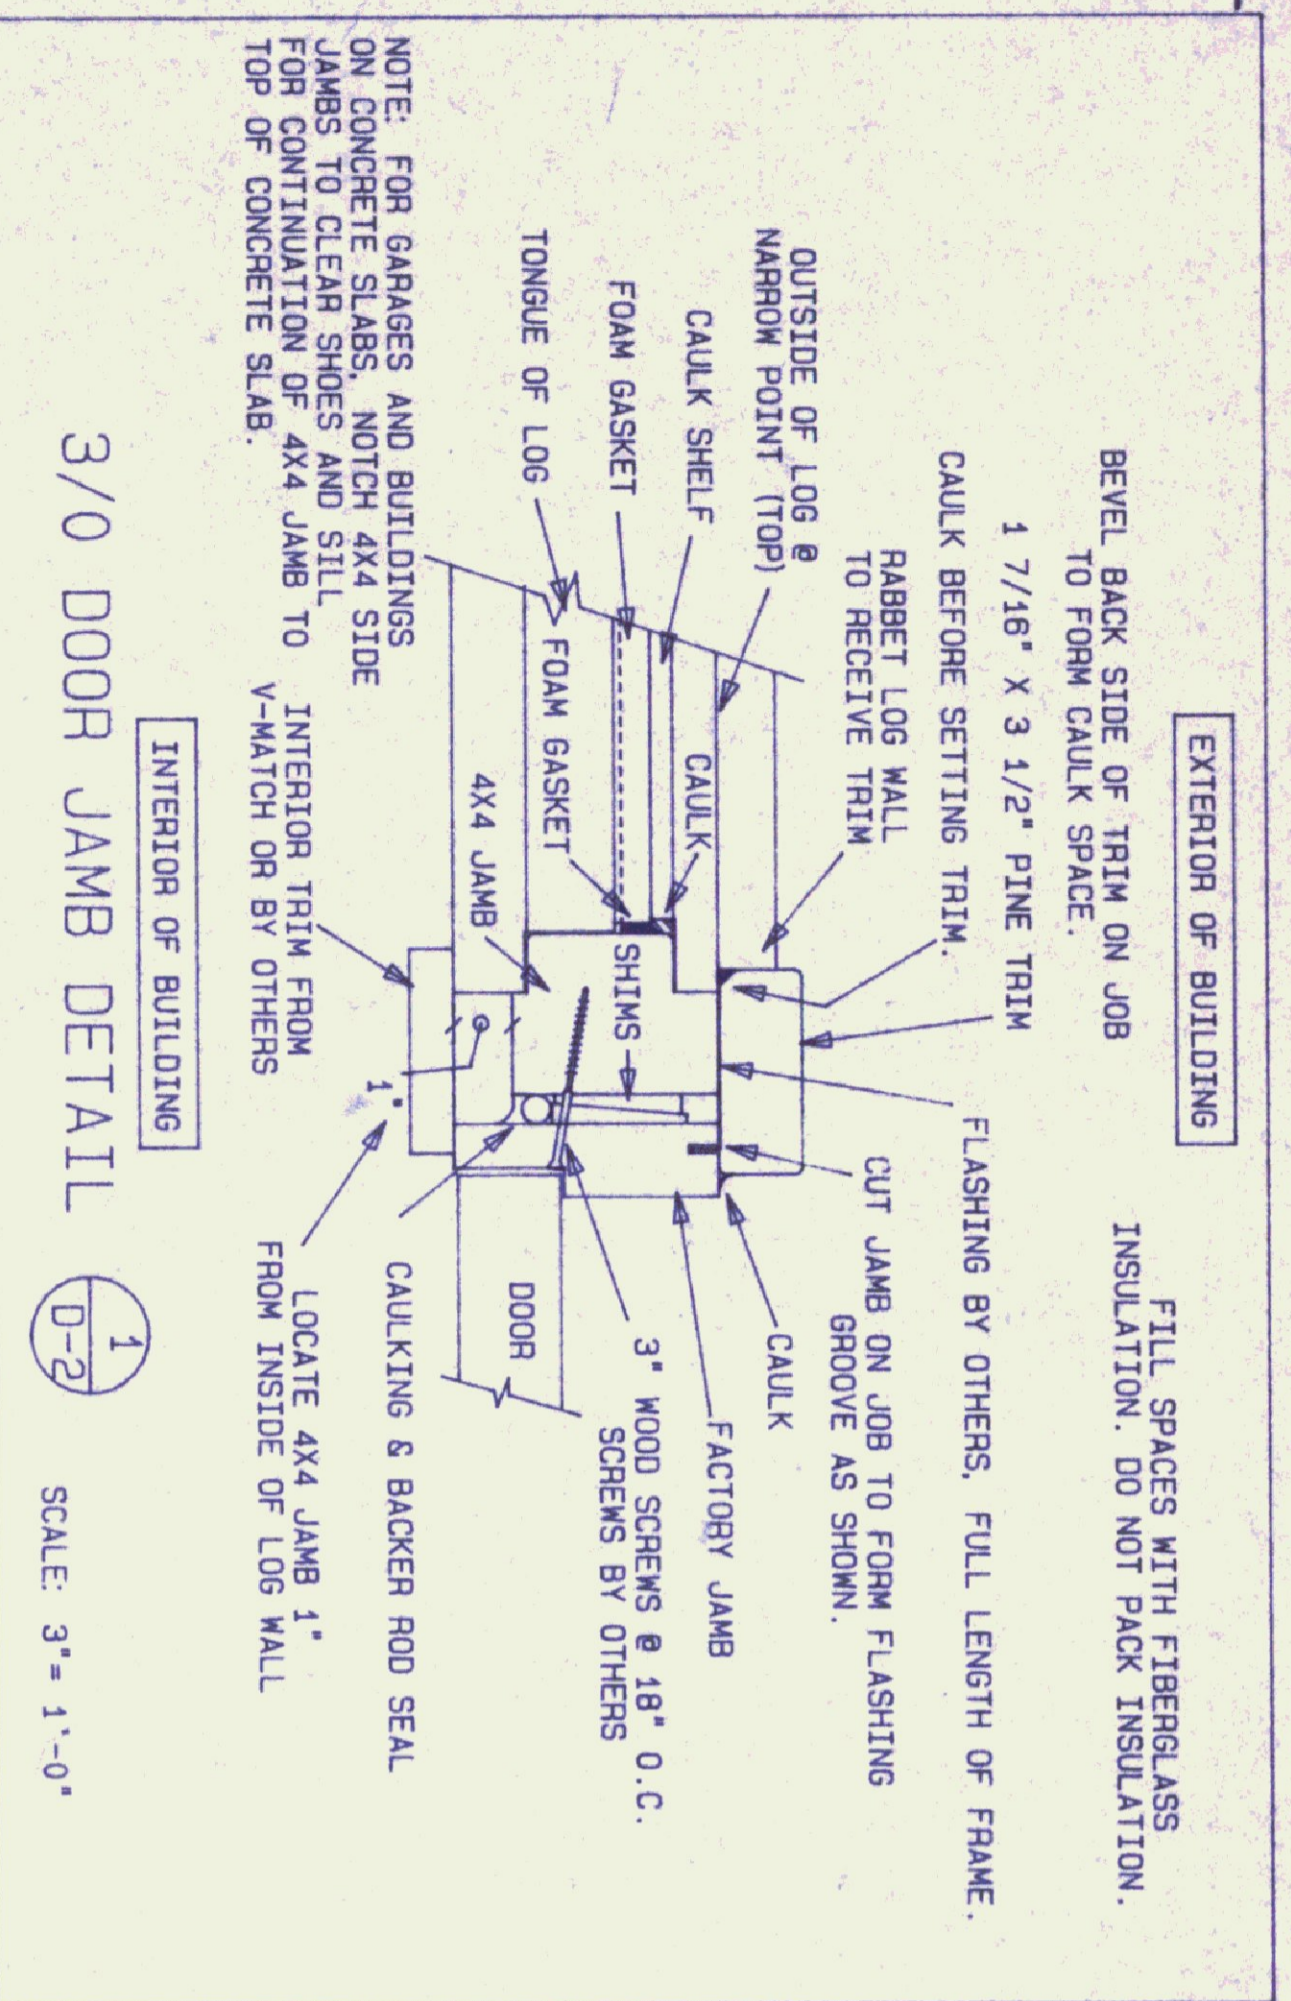 EXTERIOR OF BUILDING
BEVEL BACK SIDE OF TRIM ON JOB
TO FORM CAULK SPACE.
1 7/16" X 3 1/2" PINE TRIM
CAULK BEFORE SETTING TRIM.
RABBET LOG WALL
TO RECEIVE TRIM
OUTSIDE OF LOG @
NARROW POINT (TOP)
CAULK SHELF
FOAM GASKET
TONGUE OF LOG
FILL SPACES WITH FIBERGLASS
INSULATION. DO NOT PACK INSULATION.
FLASHING BY OTHERS, FULL LENGTH OF FRAME.
CUT JAMB ON JOB TO FORM FLASHING
GROOVE AS SHOWN.
CAULK
FACTORY JAMB
3" WOOD SCREWS @ 18" O.C.
SCREWS BY OTHERS
CAULK
FOAM GASKET
SHIMS
4X4 JAMB
DOOR
CAULKING & BACKER ROD SEAL
1"
LOCATE 4X4 JAMB 1"
FROM INSIDE OF LOG WALL
NOTE: FOR GARAGES AND BUILDINGS
ON CONCRETE SLABS, NOTCH 4X4 SIDE
JAMBS TO CLEAR SHOES AND SILL
FOR CONTINUATION OF 4X4 JAMB TO
TOP OF CONCRETE SLAB.
INTERIOR TRIM FROM
V-MATCH OR BY OTHERS
INTERIOR OF BUILDING
3/0 DOOR JAMB DETAIL
1
D-2
SCALE: 3"= 1'-0"